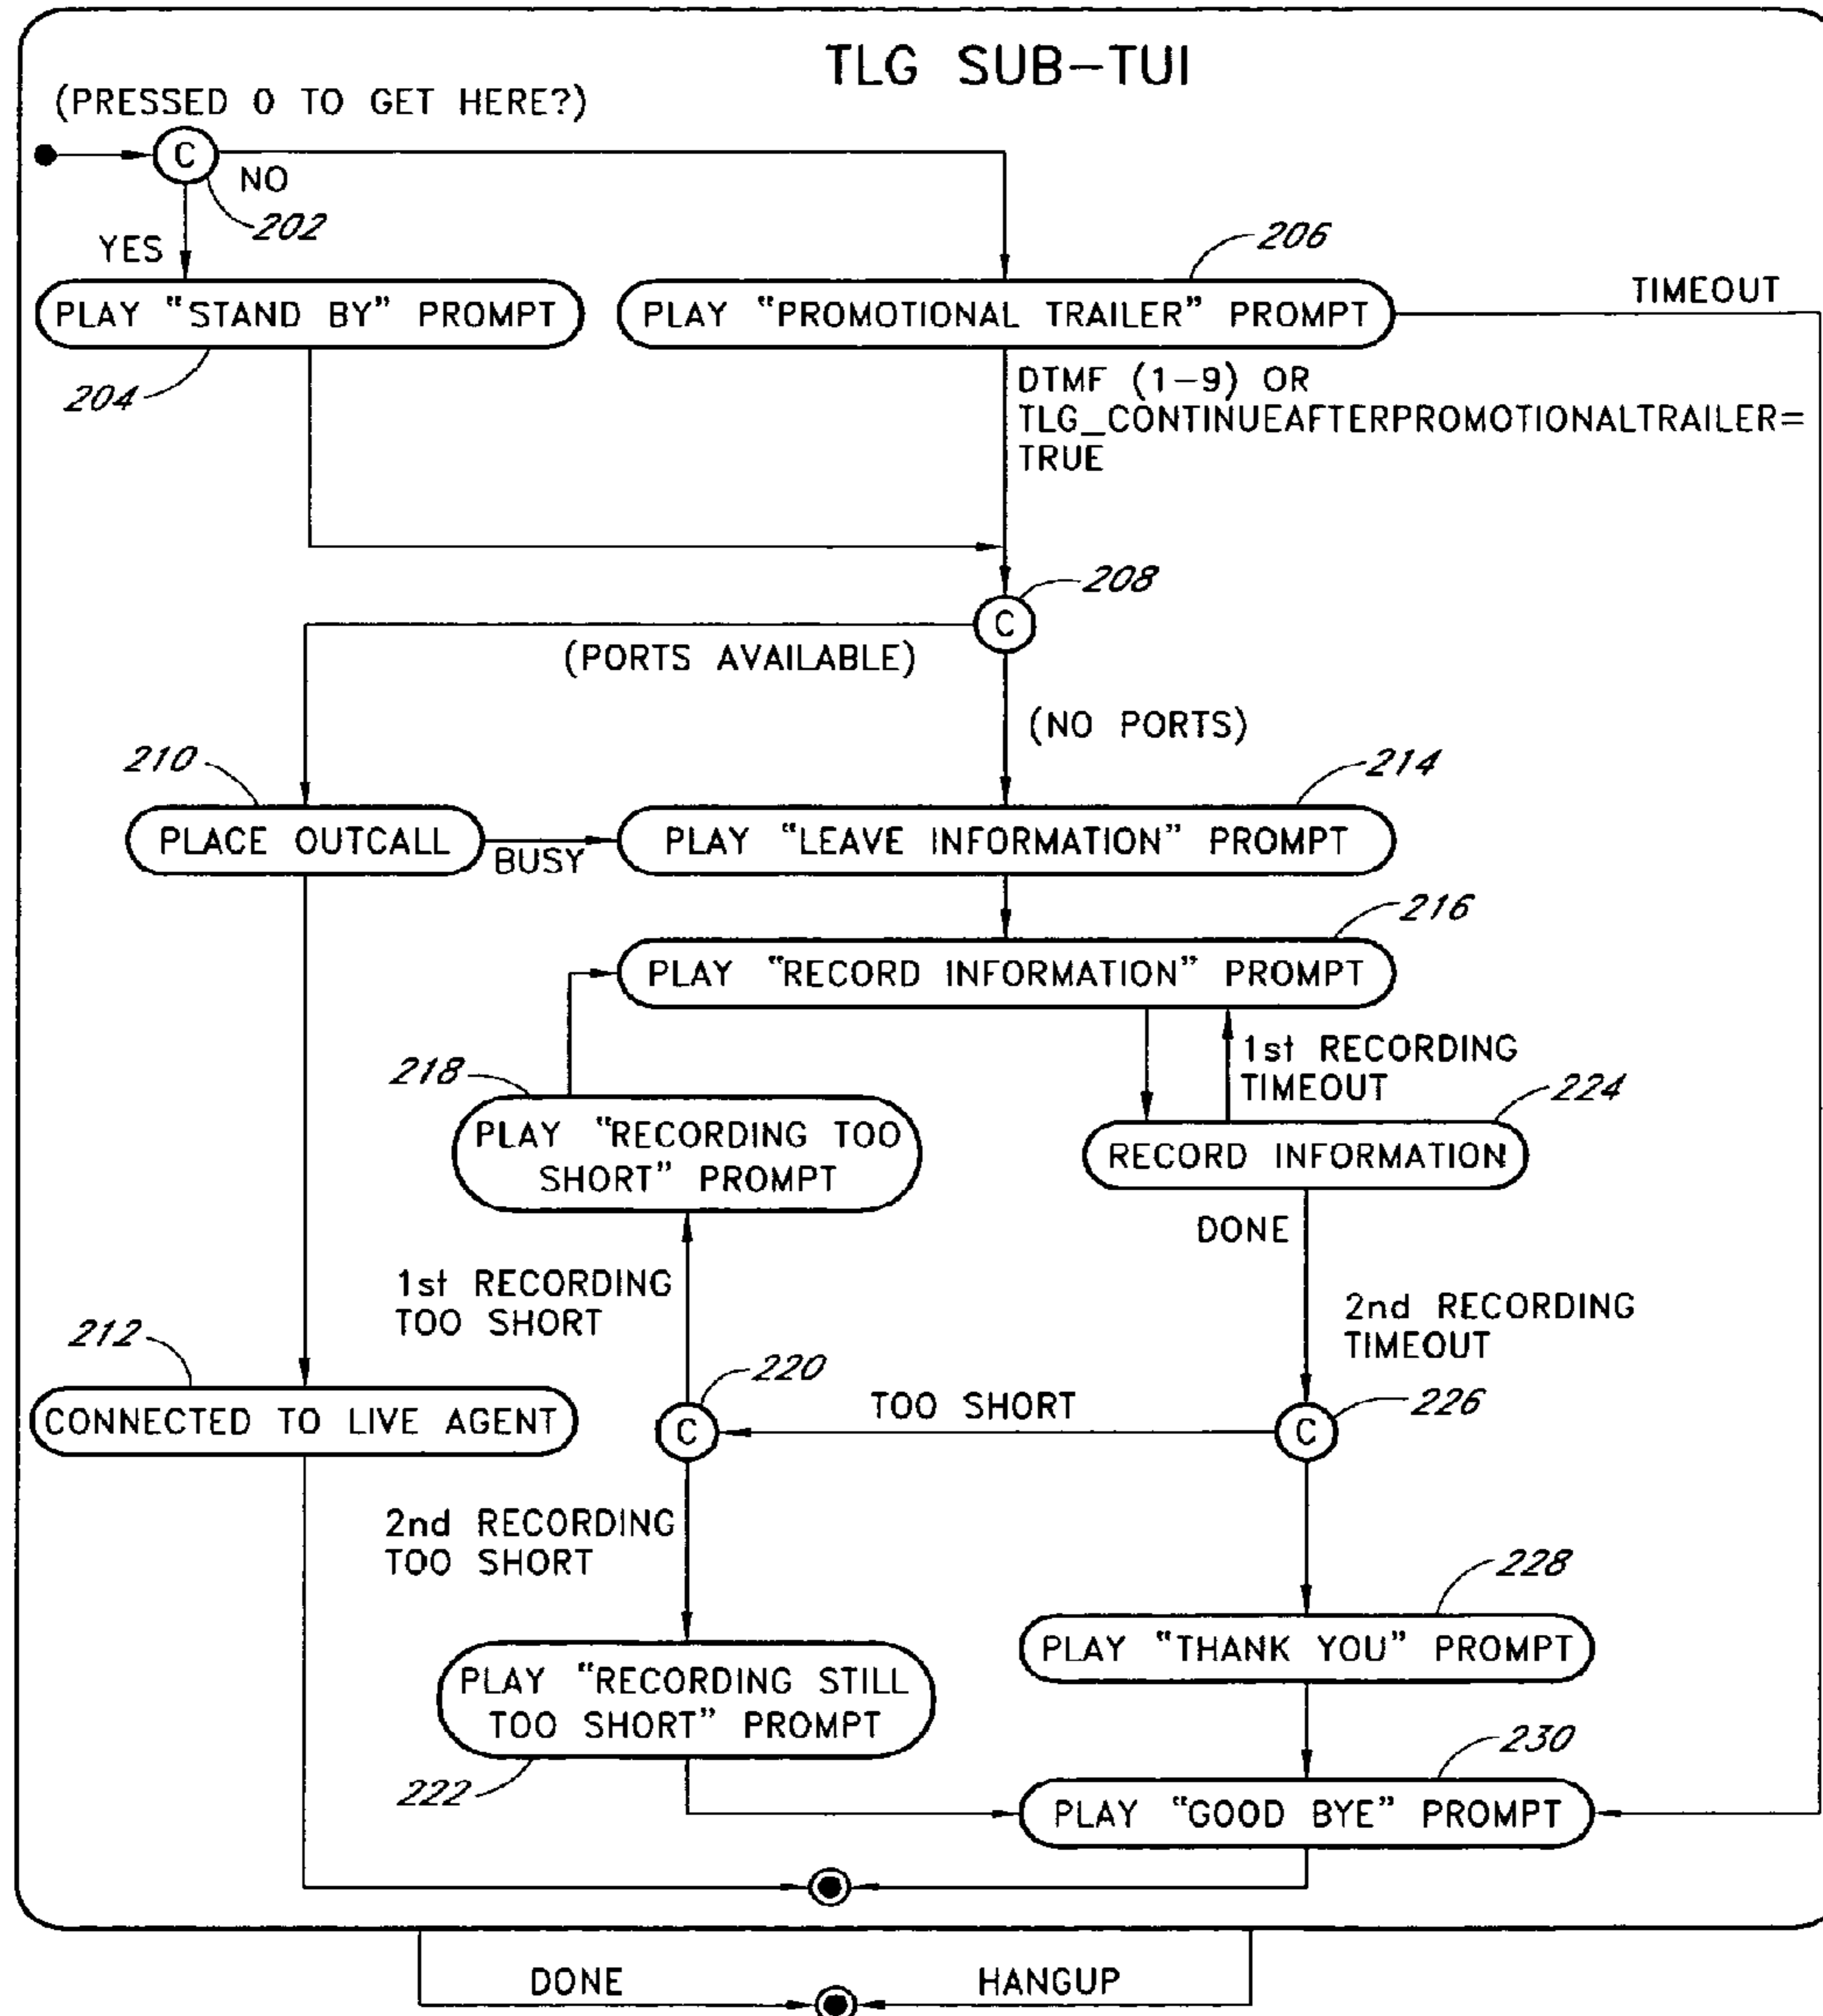 TLG SUB-TUI
(PRESSED 0 TO GET HERE?)
C
NO
202
YES
206
TIMEOUT
PLAY "STAND BY" PROMPT
PLAY "PROMOTIONAL TRAILER" PROMPT
204
DTMF (1-9) OR
TLG_CONTINUEAFTERPROMOTIONALTRAILER=
TRUE
208
C
(PORTS AVAILABLE)
(NO PORTS)
210
214
PLACE OUTCALL
BUSY
PLAY "LEAVE INFORMATION" PROMPT
216
PLAY "RECORD INFORMATION" PROMPT
1st RECORDING
TIMEOUT
218
224
PLAY "RECORDING TOO
SHORT" PROMPT
RECORD INFORMATION
DONE
1st RECORDING
TOO SHORT
2nd RECORDING
TIMEOUT
212
220
226
CONNECTED TO LIVE AGENT
C
TOO SHORT
C
2nd RECORDING
TOO SHORT
228
PLAY "THANK YOU" PROMPT
PLAY "RECORDING STILL
TOO SHORT" PROMPT
222
230
PLAY "GOOD BYE" PROMPT
DONE
HANGUP